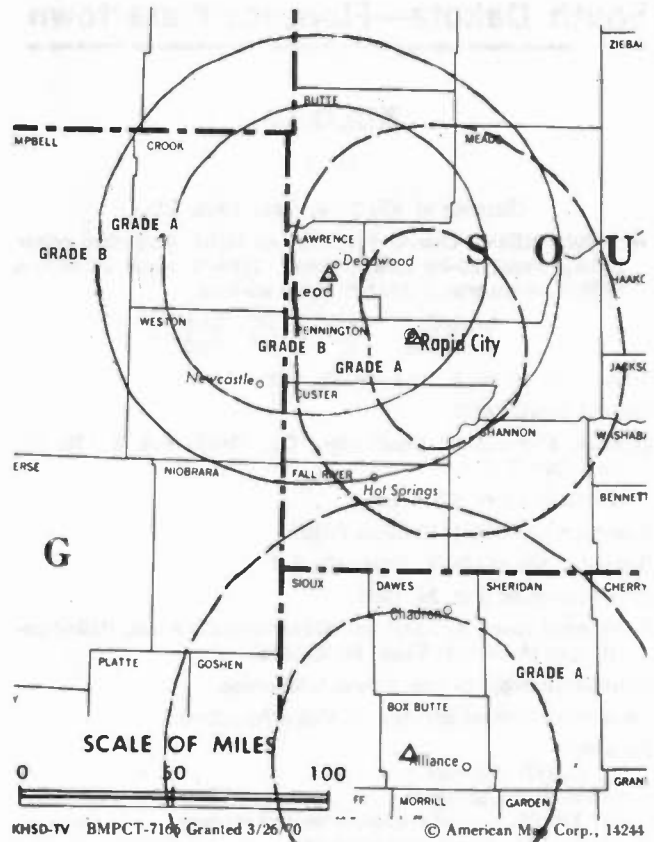 ZIEBA
BUTTE
MPBELL
CROOK
MEADE
GRADE A
GRADE B
LAWRENCE
Deadwood
S O U
HAAKO
Lead
WESTON
PENNINGTON
GRADE B
Rapid City
GRADE A
JACKSO
Newcastle
CUSTER
SHANNON
WASHABA
ERSE
NIOBRARA
FALL RIVER
Hot Springs
BENNETT
G
SIOUX
DAWES
SHERIDAN
CHERRY
Chadron
PLATTE
GOSHEN
GRADE A
BOX BUTTE
SCALE OF MILES
Alliance
0 50 100
FF
MORRILL
GARDEN
GRAN
KHSD-TV BMPCT-7165 Granted 3/26/70
© American Map Corp., 14244